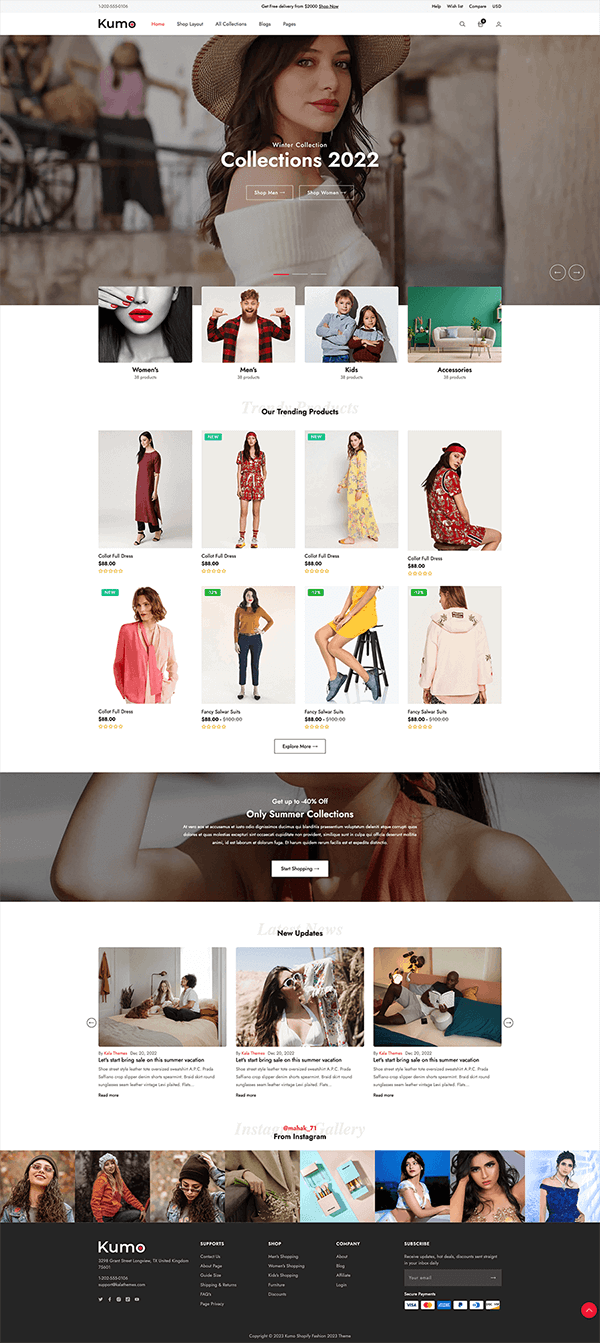 1-202-555-0106 Get Free delivery from $2000 Shop Now Help Wish list Compare USD
Kumo Home Shop Layout All Collections Blogs Pages 0
Winter Collection
Collections 2022
Shop Men → Shop Women →
← →
Women's Men's Kids Accessories
38 products 38 products 38 products 38 products
Trendy Products
Our Trending Products
NEW NEW
Collot Full Dress Collot Full Dress Collot Full Dress Collot Full Dress
$88.00 $88.00 $88.00 $88.00
NEW -12% -12% -12%
Collot Full Dress Fancy Salwar Suits Fancy Salwar Suits Fancy Salwar Suits
$88.00 $88.00 - $100.00 $88.00 - $100.00 $88.00 - $100.00
Explore More →
Get up to -40% Off
Only Summer Collections
At vero eos et accusamus et iusto odio dignissimos ducimus qui blanditiis praesentium voluptatum deleniti atque corrupti quos
dolores et quas molestias excepturi sint occaecati cupiditate non provident, similique sunt in culpa qui officia deserunt mollitia
animi, id est laborum et dolorum fuga. Et harum quidem rerum facilis est et expedita distinctio.
Start Shopping →
Latest News
New Updates
By Kala Themes Dec 20, 2022 By Kala Themes Dec 20, 2022 By Kala Themes Dec 20, 2022
Let's start bring sale on this summer vacation Let's start bring sale on this summer vacation Let's start bring sale on this summer vacation
Shoe street style leather tote oversized sweatshirt A.P.C. Prada Shoe street style leather tote oversized sweatshirt A.P.C. Prada Shoe street style leather tote oversized sweatshirt A.P.C. Prada
Saffiano crop slipper denim shorts spearmint. Braid skirt round Saffiano crop slipper denim shorts spearmint. Braid skirt round Saffiano crop slipper denim shorts spearmint. Braid skirt round
sunglasses seam leather vintage Levi plaited. Flats... sunglasses seam leather vintage Levi plaited. Flats... sunglasses seam leather vintage Levi plaited. Flats...
Read more Read more Read more
Instagram Gallery
@mahak_71
From Instagram
Kumo
3298 Grant Street Longview, TX United Kingdom
75601
1-202-555-0106
support@kalathemes.com
SUPPORTS
Contact Us
About Page
Guide Size
Shipping & Returns
FAQ's
Page Privacy
SHOP
Men's Shopping
Women's Shopping
Kids's Shopping
Furniture
Discounts
COMPANY
About
Blog
Affiliate
Login
SUBSCRIBE
Receive updates, hot deals, discounts sent straignt
in your inbox daily
Your email →
Secure Payments
VISA
Copyright © 2023 Kumo Shopify Fashion 2023 Theme